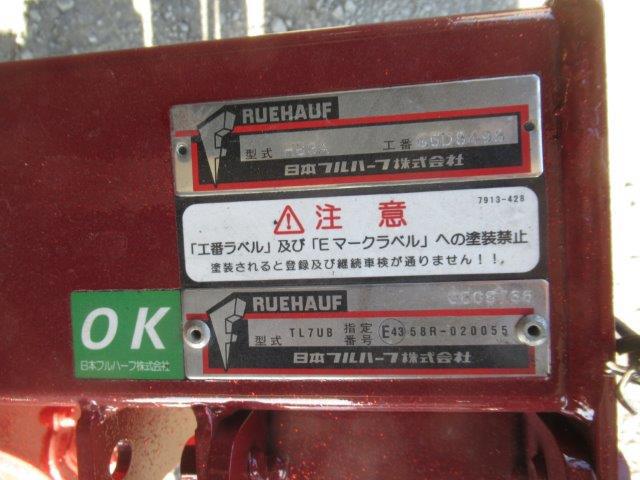 RUEHAUF
型式 工番
日本フルハーフ株式会社
7913-428
注意
「工番ラベル」及び「Eマークラベル」への塗装禁止
塗装されると登録及び継続車検が通りません!!.
OK
日本フルハーフ株式会社
RUEHAUF
型式 TL7UB 指定番号 E43 58R-020055
日本フルハーフ株式会社